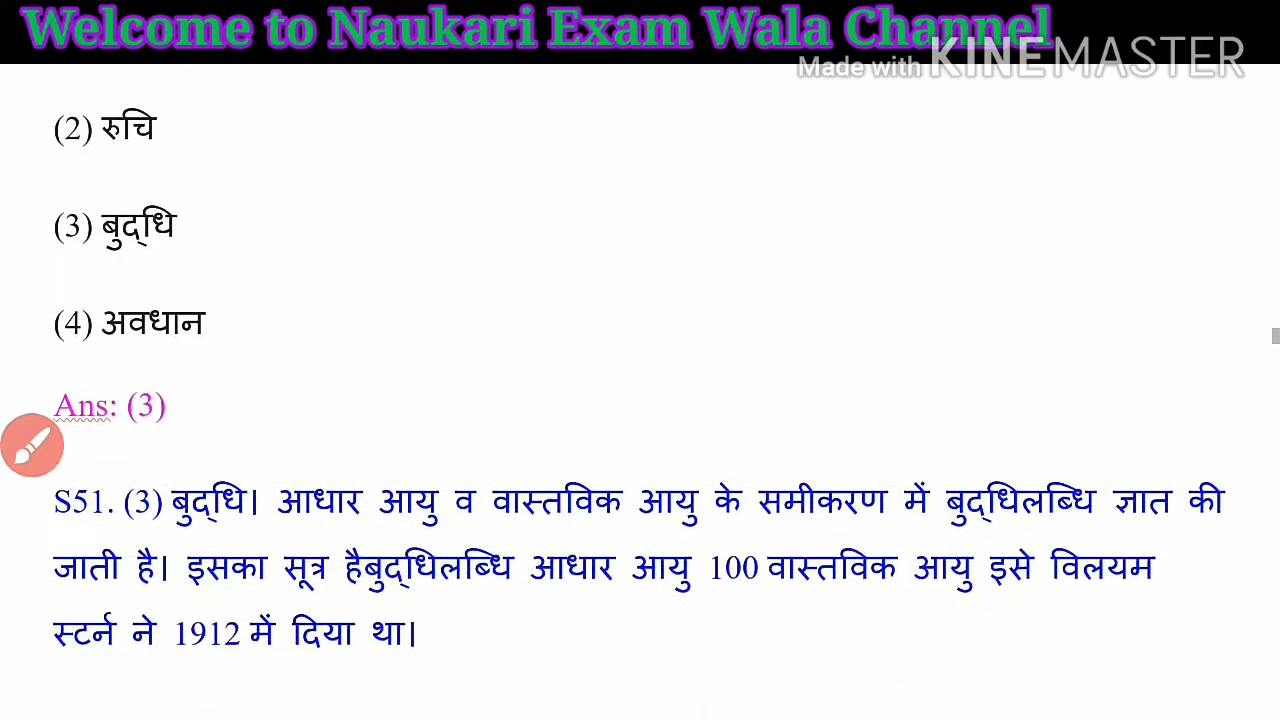 Welcome to Naukari Exam Wala Channel
Made with KINEMASTER
(2) रुचि
(3) बुद्धि
(4) अवधान
Ans: (3)
S51. (3) बुद्धि। आधार आयु व वास्तविक आयु के समीकरण में बुद्धिलब्धि ज्ञात की
जाती है। इसका सूत्र हैबुद्धिलब्धि आधार आयु 100 वास्तविक आयु इसे विलयम
स्टर्न ने 1912 में दिया था।